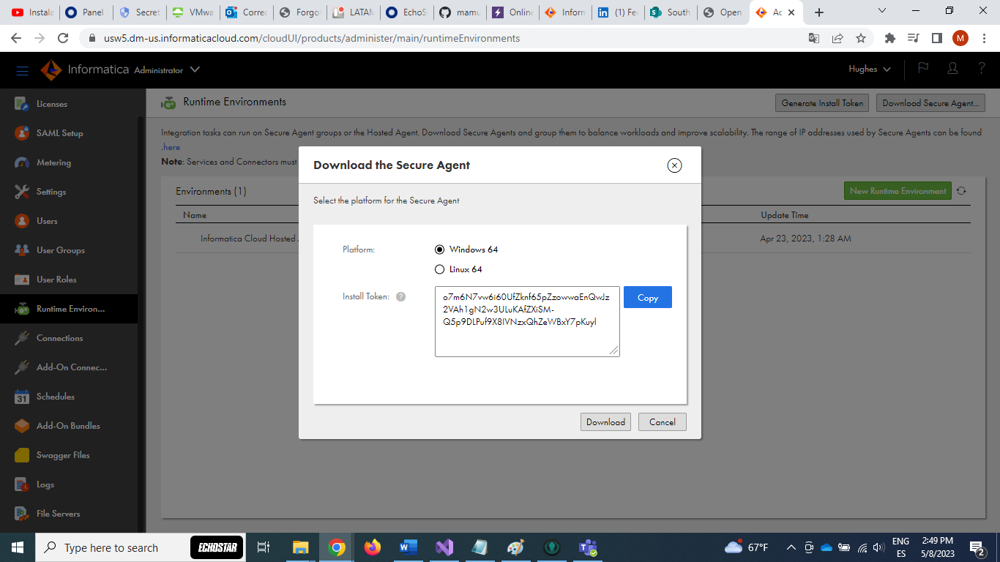 Instala
Panel
Secret
VMwa
Correc
Forgo
LATAM
EchoS
mamu
Online
Inform
(1) Fee
South
Open
Ac
usw5.dm-us.informaticacloud.com/cloudUI/products/administer/main/runtimeEnvironments
M
Informatica Administrator
Hughes
?
Licenses
SAML Setup
Metering
Settings
Users
User Groups
User Roles
Runtime Environ...
Connections
Add-On Connec...
Schedules
Add-On Bundles
Swagger Files
Logs
File Servers
Runtime Environments
Generate Install Token
Download Secure Agent...
Integration tasks can run on Secure Agent groups or the Hosted Agent. Download Secure Agents and group them to balance workloads and improve scalability. The range of IP addresses used by Secure Agents can be found
.here
Note: Services and Connectors must
Environments (1)
New Runtime Environment
Name
Update Time
Informatica Cloud Hosted
Apr 23, 2023, 1:28 AM
Download the Secure Agent
Select the platform for the Secure Agent
Platform:
Windows 64
Linux 64
Install Token:
?
o7m6N7vw6i60UfZknf65pZzowwaEnQwJz
2VAh1gN2w3ULuKAfZXiSM-
Q5p9DLPuf9X8IVNzxQhZeWBxY7pKuyl
Copy
Download
Cancel
Type here to search
ECHOSTAR
67°F
ENG
ES
2:49 PM
5/8/2023
2